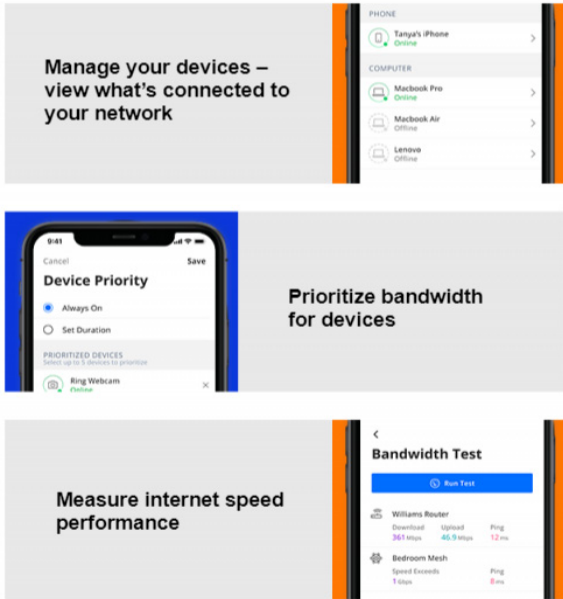 Manage your devices –
view what's connected to
your network
PHONE
Tanya's iPhone
Online
COMPUTER
Macbook Pro
Online
Macbook Air
Offline
Lenovo
Offline
9:41
Cancel
Save
Device Priority
Always On
Set Duration
PRIORITIZED DEVICES
Select up to 5 devices to prioritize
Ring Webcam
Online
Prioritize bandwidth
for devices
Measure internet speed
performance
Bandwidth Test
Run Test
Williams Router
Download Upload Ping
361 Mbps 46.9 Mbps 12 ms
Bedroom Mesh
Speed Exceeds Ping
1 Gbps 8 ms